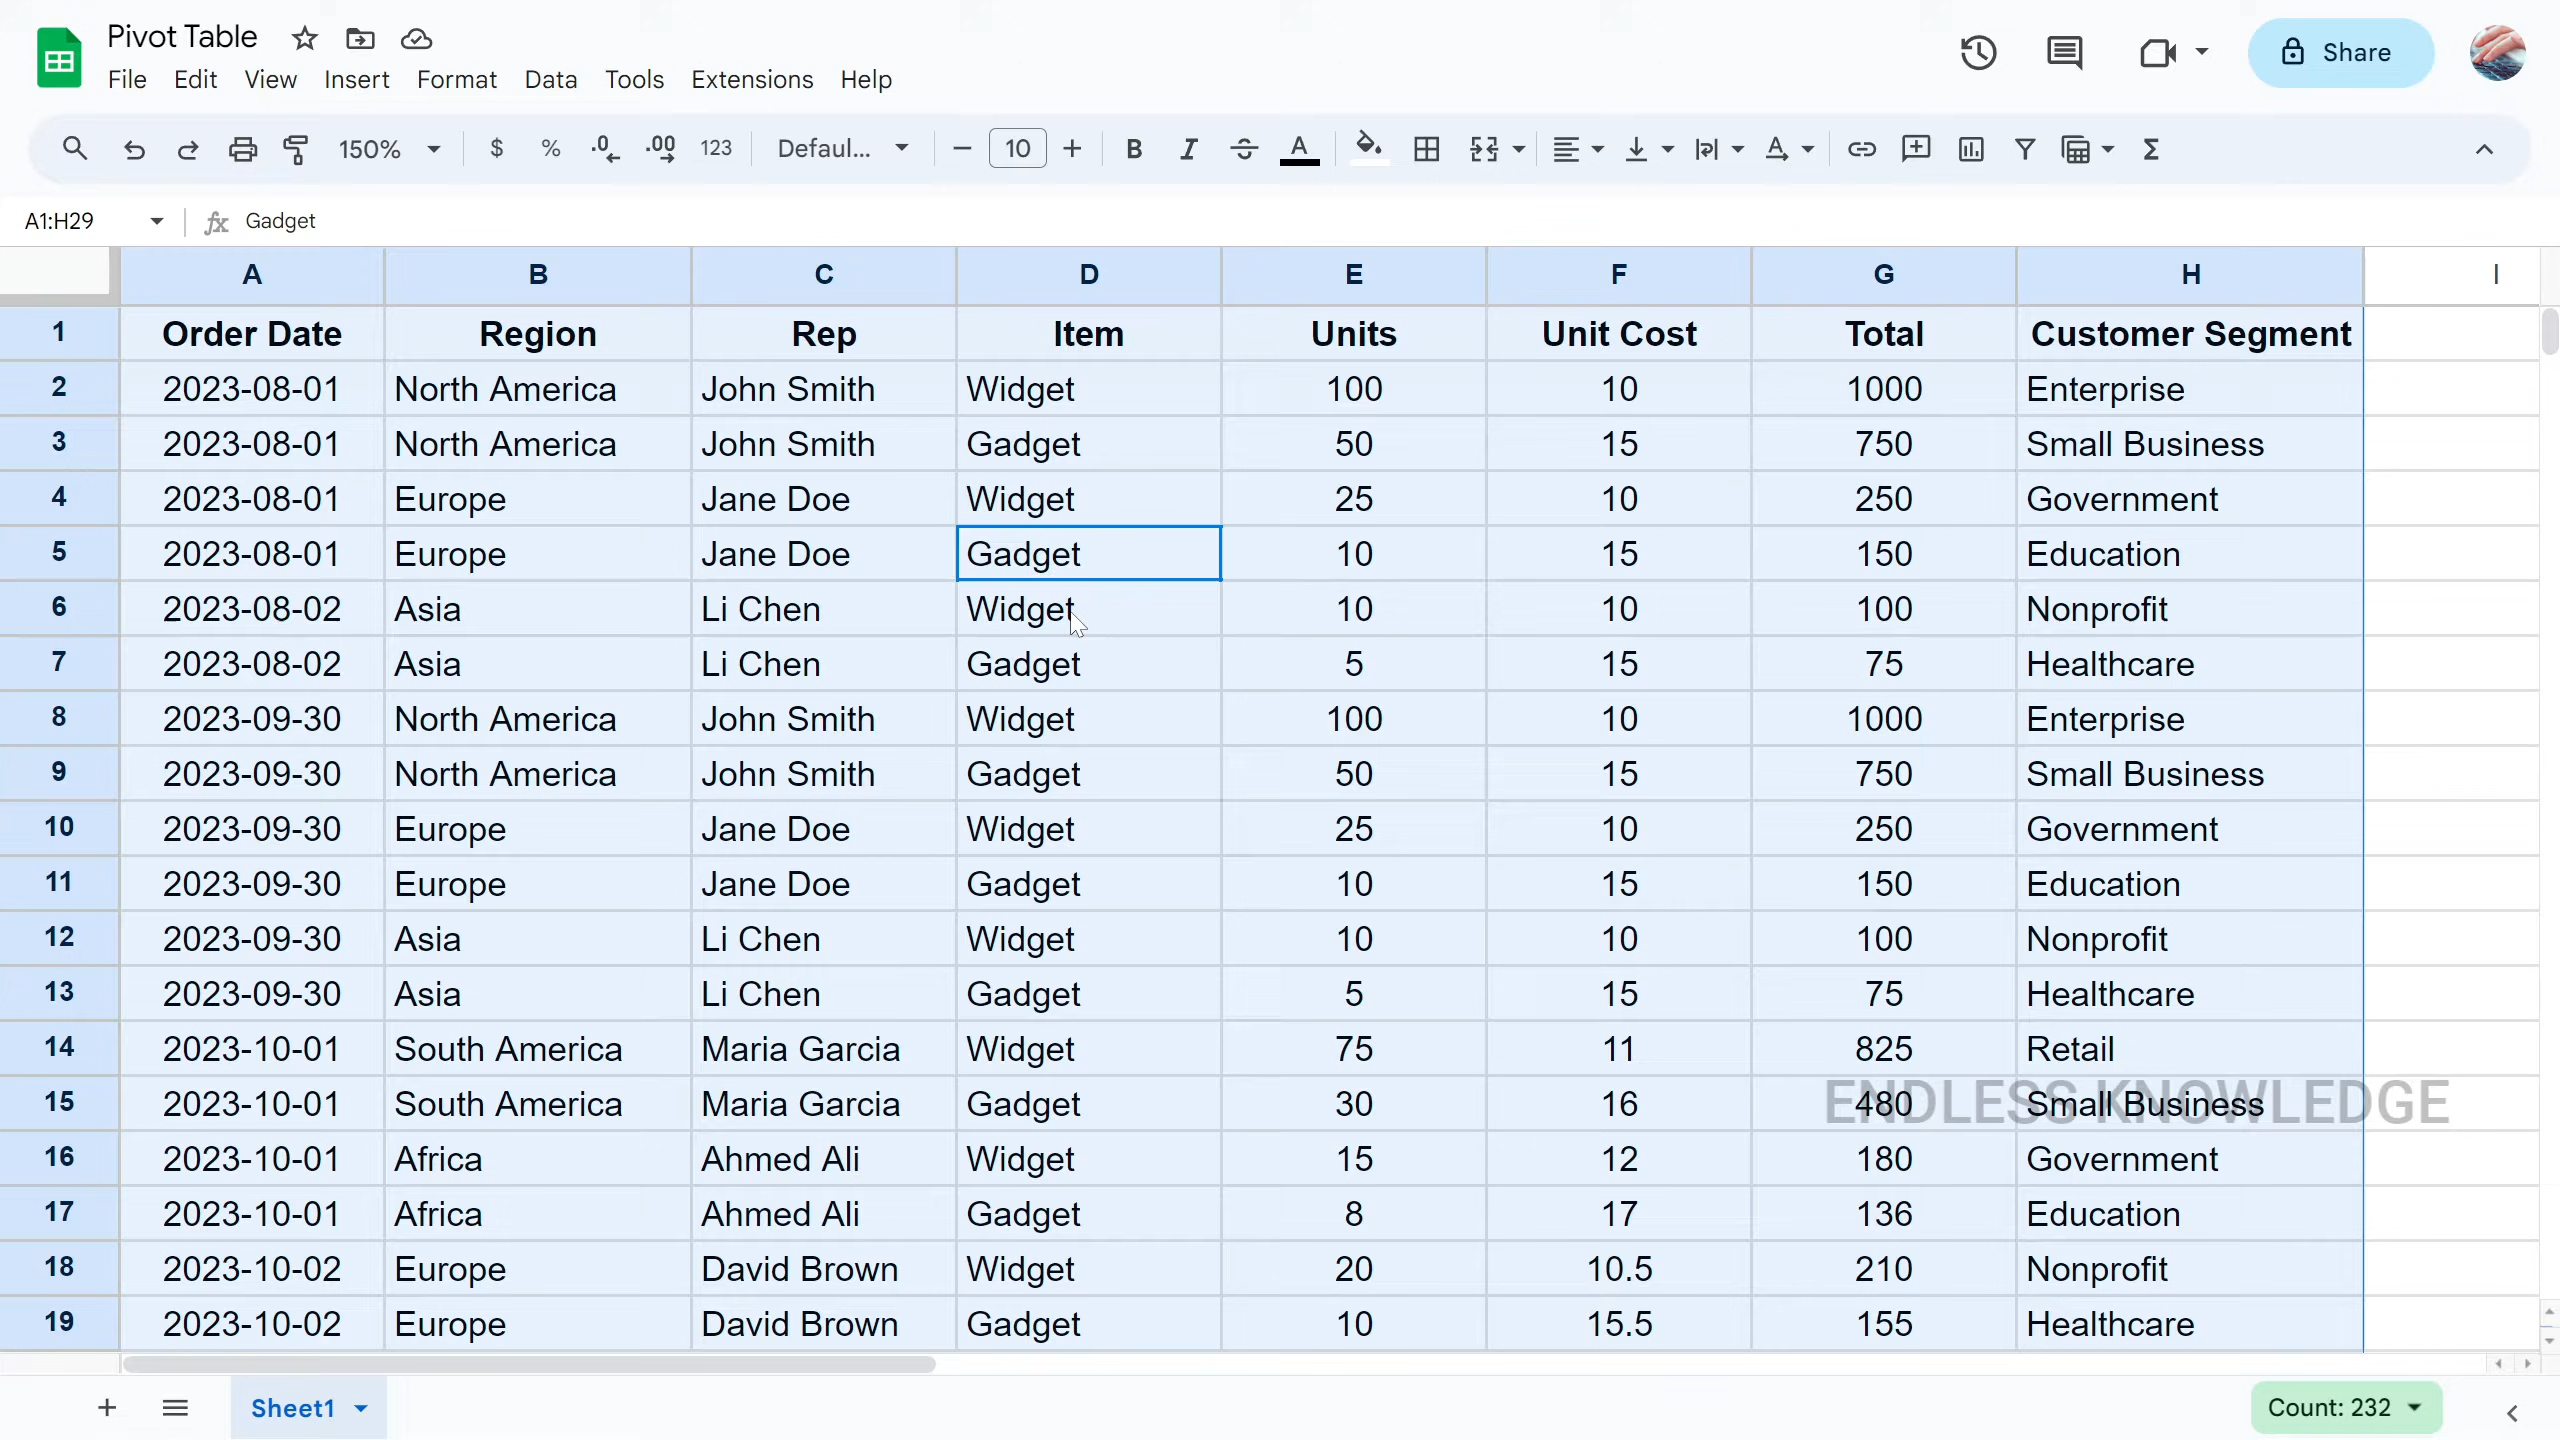 Pivot Table
File Edit View Insert Format Data Tools Extensions Help
Share
150% $ % .0 .00 123 Defaul... 10 B I A Σ
A1:H29 fx Gadget
A B C D E F G H I
1 Order Date Region Rep Item Units Unit Cost Total Customer Segment
2 2023-08-01 North America John Smith Widget 100 10 1000 Enterprise
3 2023-08-01 North America John Smith Gadget 50 15 750 Small Business
4 2023-08-01 Europe Jane Doe Widget 25 10 250 Government
5 2023-08-01 Europe Jane Doe Gadget 10 15 150 Education
6 2023-08-02 Asia Li Chen Widget 10 10 100 Nonprofit
7 2023-08-02 Asia Li Chen Gadget 5 15 75 Healthcare
8 2023-09-30 North America John Smith Widget 100 10 1000 Enterprise
9 2023-09-30 North America John Smith Gadget 50 15 750 Small Business
10 2023-09-30 Europe Jane Doe Widget 25 10 250 Government
11 2023-09-30 Europe Jane Doe Gadget 10 15 150 Education
12 2023-09-30 Asia Li Chen Widget 10 10 100 Nonprofit
13 2023-09-30 Asia Li Chen Gadget 5 15 75 Healthcare
14 2023-10-01 South America Maria Garcia Widget 75 11 825 Retail
15 2023-10-01 South America Maria Garcia Gadget 30 16 480 Small Business
ENDLESS KNOWLEDGE
16 2023-10-01 Africa Ahmed Ali Widget 15 12 180 Government
17 2023-10-01 Africa Ahmed Ali Gadget 8 17 136 Education
18 2023-10-02 Europe David Brown Widget 20 10.5 210 Nonprofit
19 2023-10-02 Europe David Brown Gadget 10 15.5 155 Healthcare
Sheet1 Count: 232